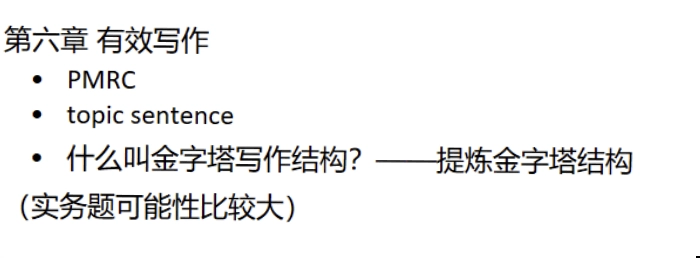 第六章 有效写作
• PMRC
• topic sentence
• 什么叫金字塔写作结构？——提炼金字塔结构
（实务题可能性比较大）